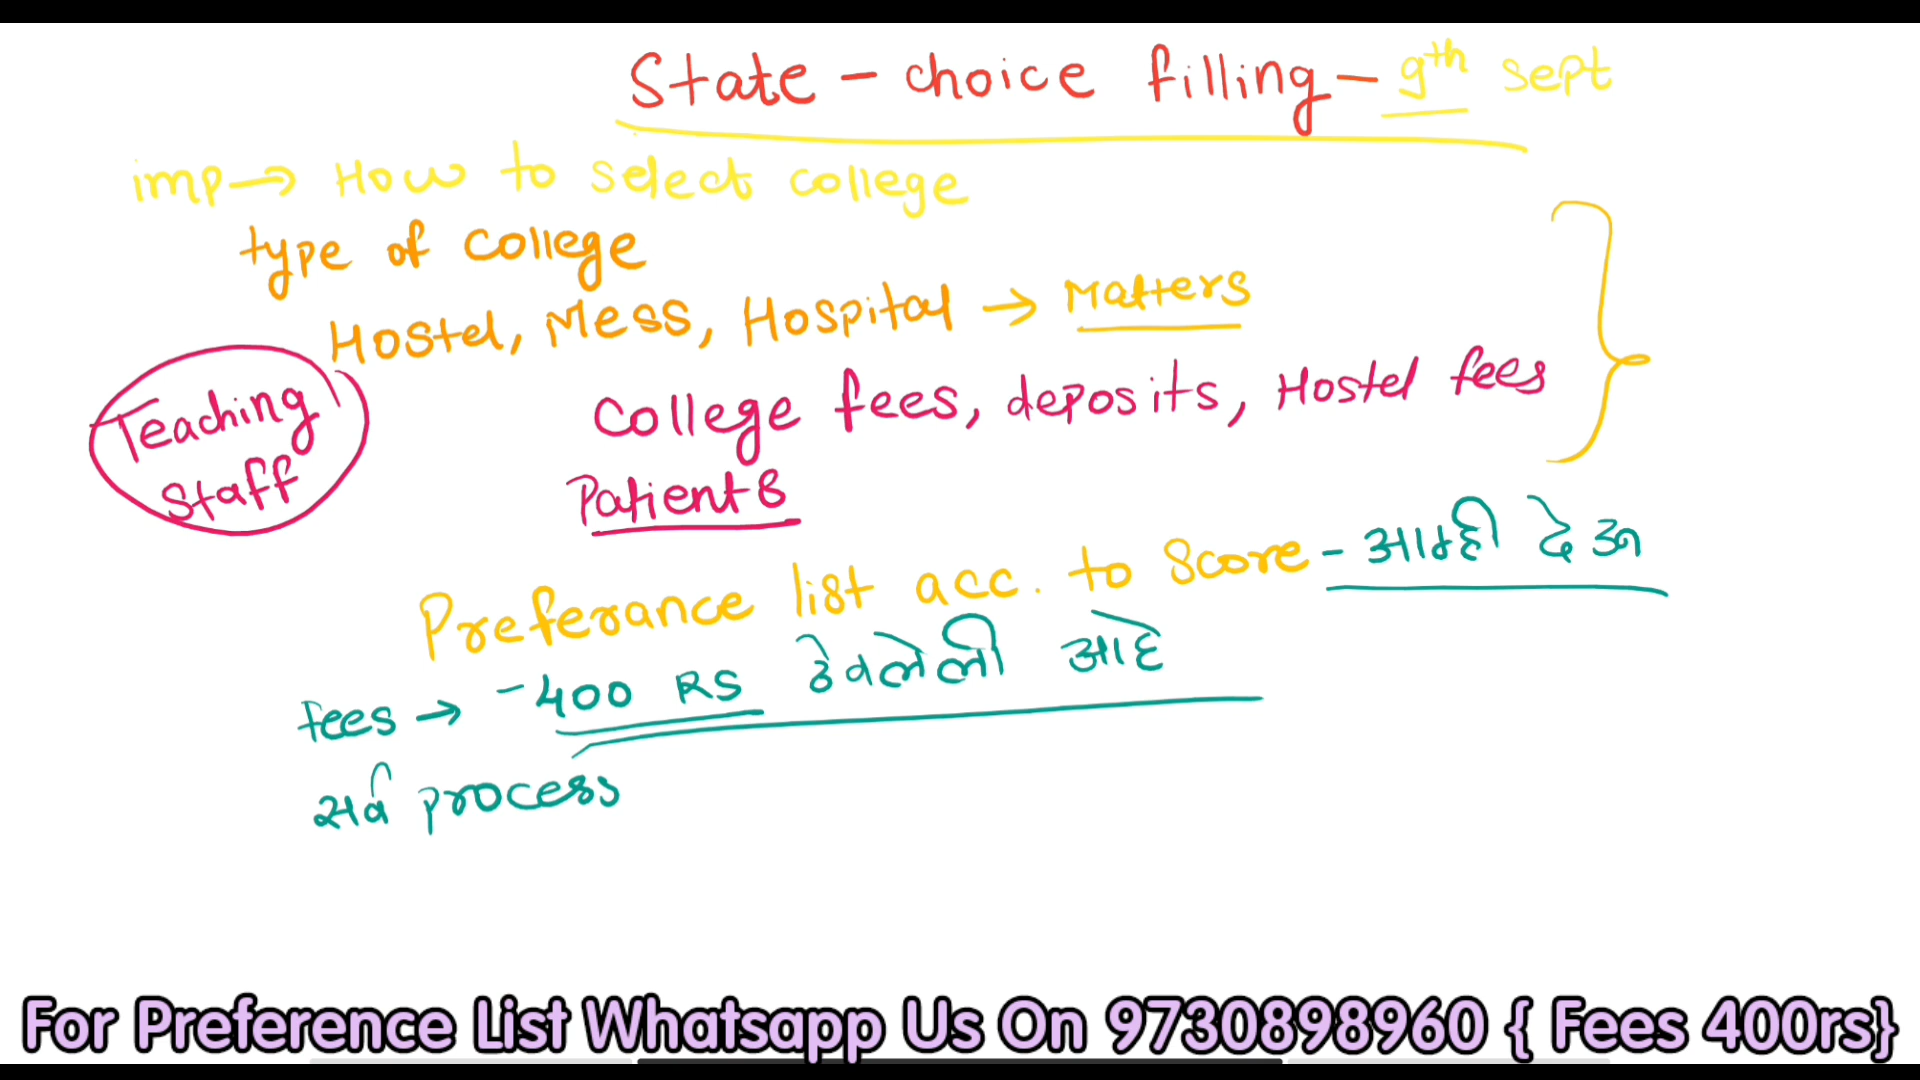 State - choice filling - 9th sept
imp → How to select college
type of college
Hostel, Mess, Hospital → Matters
Teaching Staff
College fees, deposits, Hostel fees
Patients
Preferance list acc. to Score - आम्ही देऊ
fees → - 400 RS ठेवलेली आहे
सर्व process
For Preference List Whatsapp Us On 9730898960 { Fees 400rs}